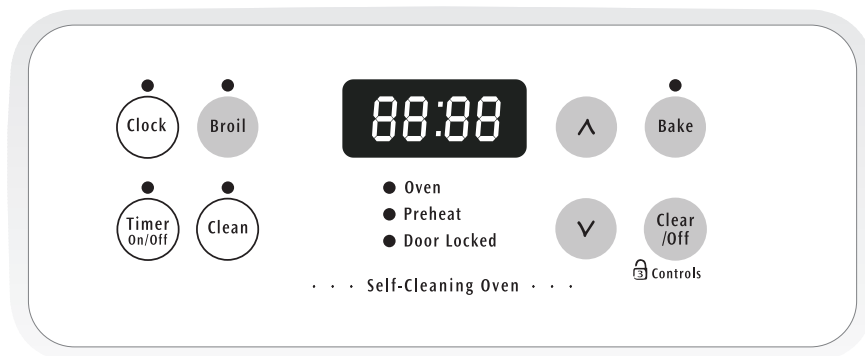 Clock
Broil
88:88
∧
Bake
Timer
On/Off
Clean
Oven
Preheat
Door Locked
∨
Clear
/Off
3 Controls
· · · Self-Cleaning Oven · · ·